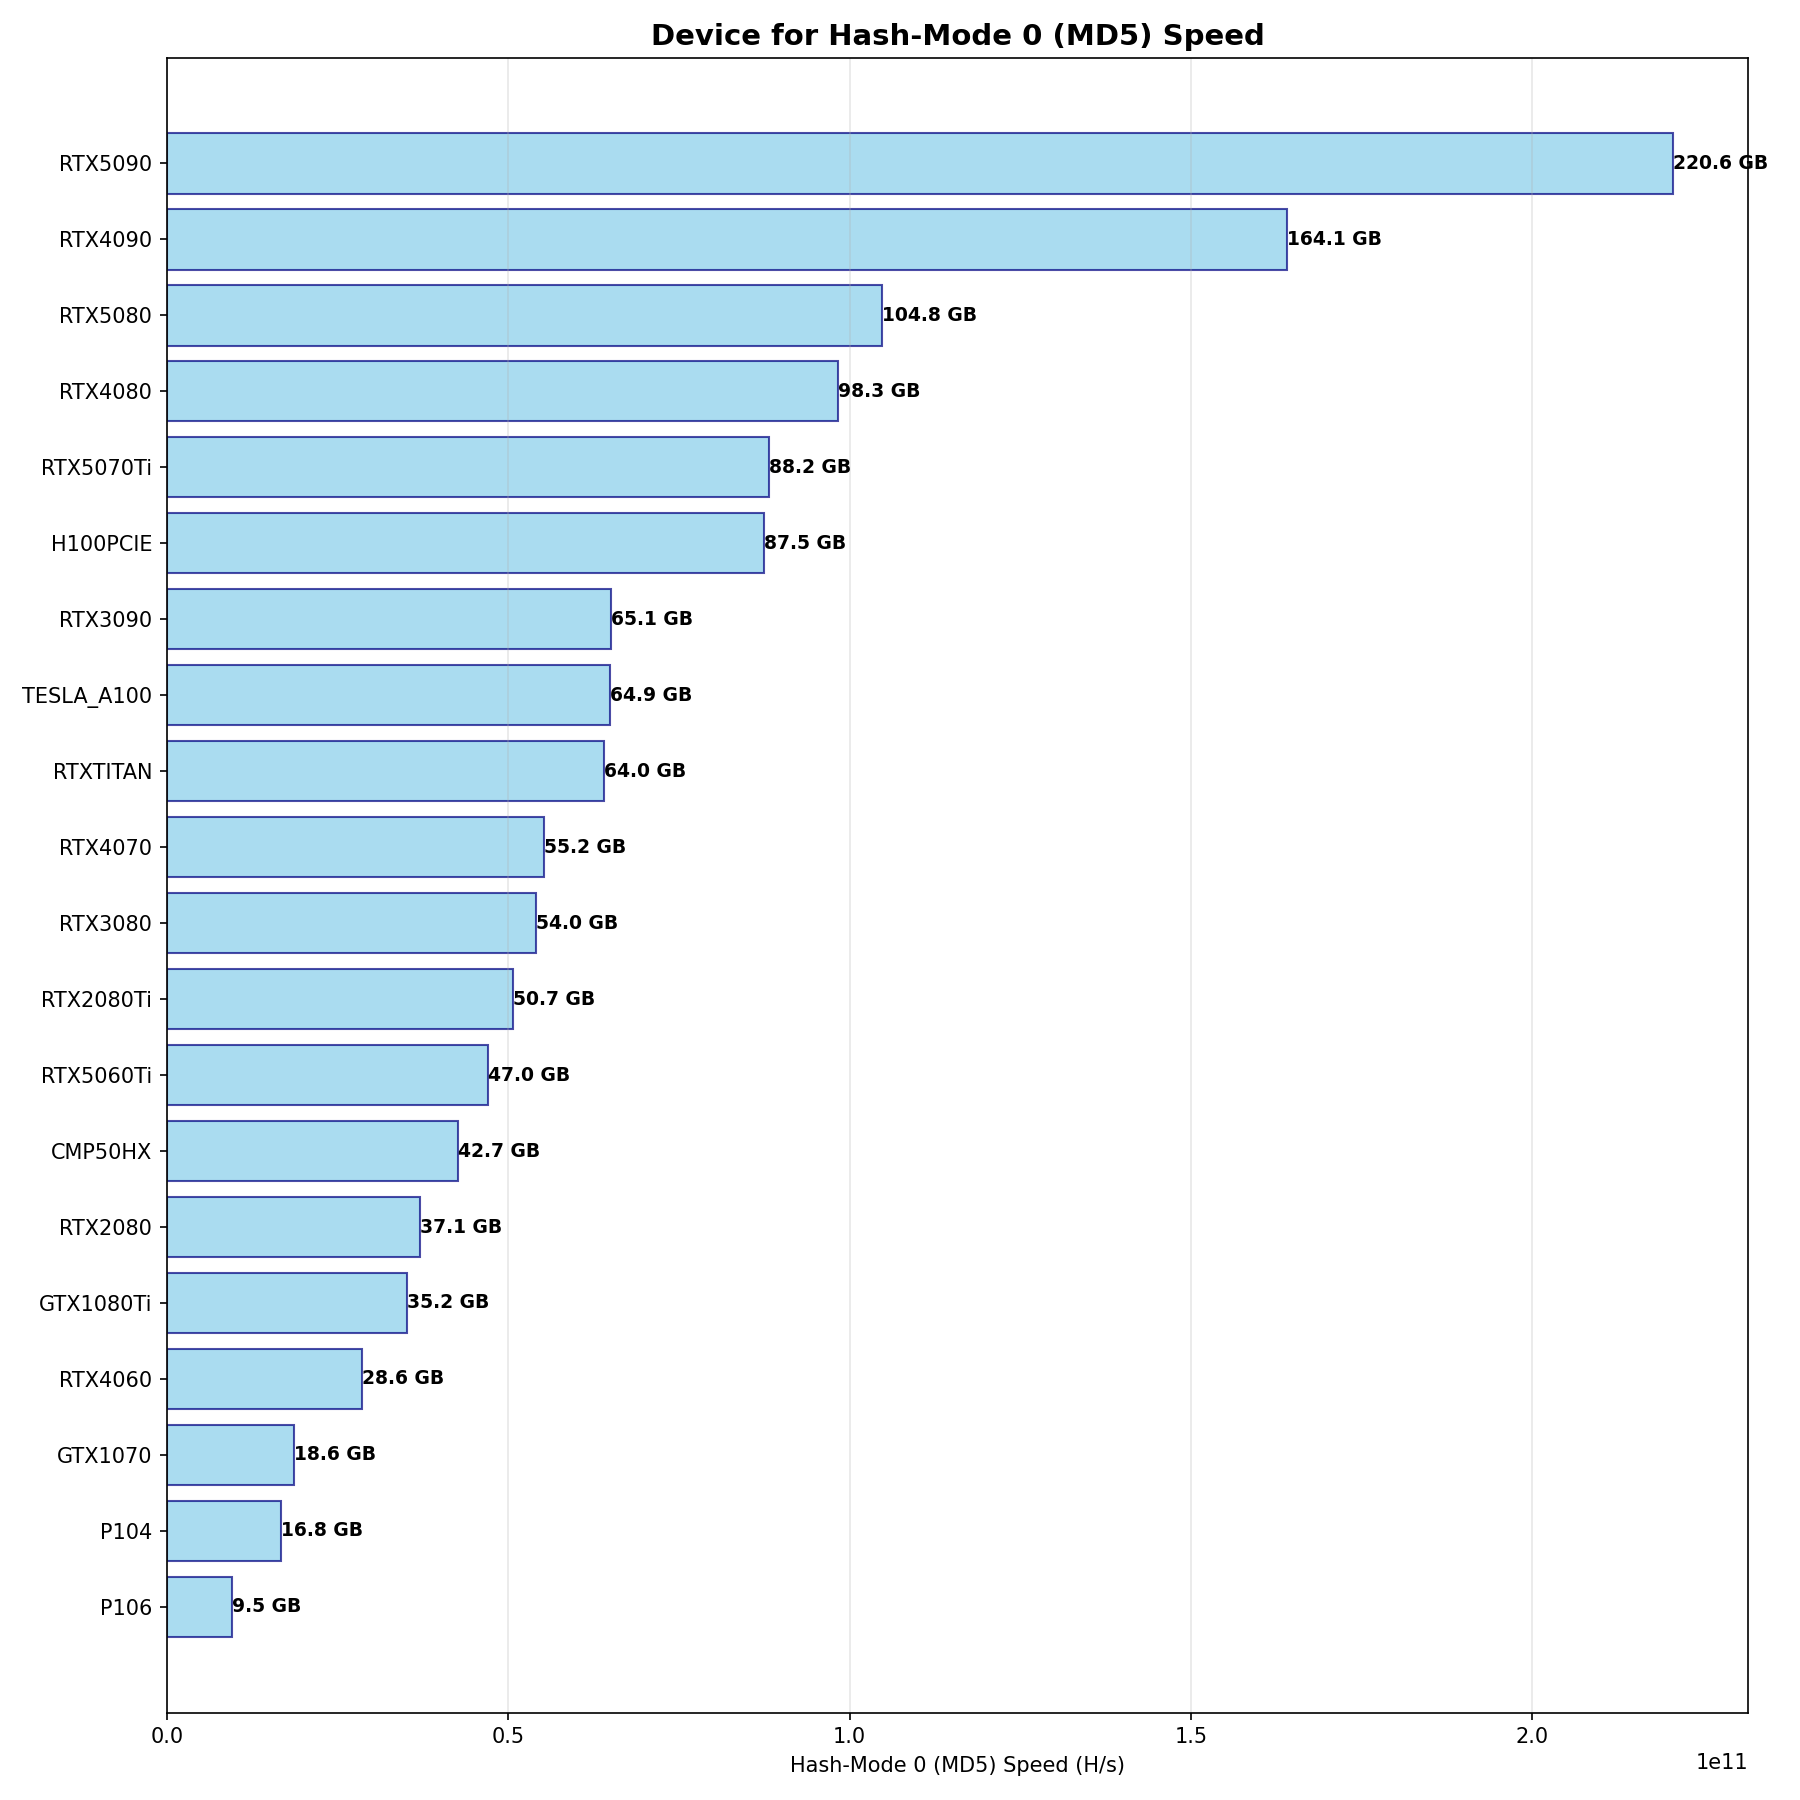 Device for Hash-Mode 0 (MD5) Speed
RTX5090 220.6 GB
RTX4090 164.1 GB
RTX5080 104.8 GB
RTX4080 98.3 GB
RTX5070Ti 88.2 GB
H100PCIE 87.5 GB
RTX3090 65.1 GB
TESLA_A100 64.9 GB
RTXTITAN 64.0 GB
RTX4070 55.2 GB
RTX3080 54.0 GB
RTX2080Ti 50.7 GB
RTX5060Ti 47.0 GB
CMP50HX 42.7 GB
RTX2080 37.1 GB
GTX1080Ti 35.2 GB
RTX4060 28.6 GB
GTX1070 18.6 GB
P104 16.8 GB
P106 9.5 GB
0.0 0.5 1.0 1.5 2.0
1e11
Hash-Mode 0 (MD5) Speed (H/s)